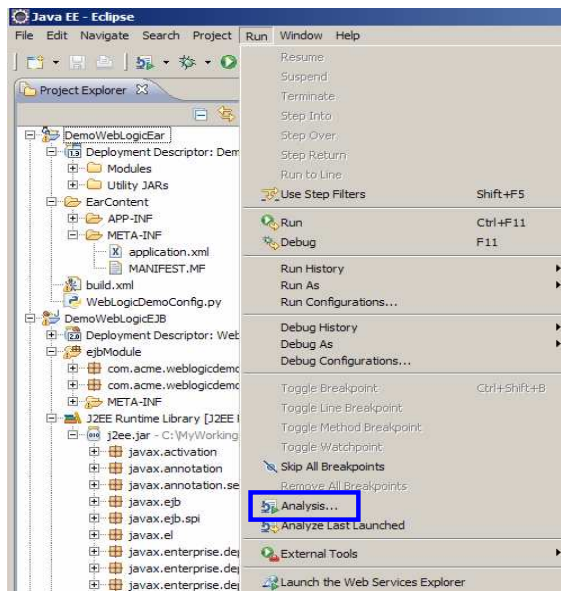 Java EE - Eclipse
File Edit Navigate Search Project Run Window Help
Project Explorer
DemoWebLogicEar
Deployment Descriptor: Dem
Modules
Utility JARs
EarContent
APP-INF
META-INF
application.xml
MANIFEST.MF
build.xml
WebLogicDemoConfig.py
DemoWebLogicEJB
Deployment Descriptor: Web
ejbModule
com.acme.weblogicdemo
com.acme.weblogicdemo
META-INF
J2EE Runtime Library [J2EE
j2ee.jar - C:\MyWorking
javax.activation
javax.annotation
javax.annotation.se
javax.ejb
javax.ejb.spi
javax.el
javax.enterprise.dep
javax.enterprise.dep
javax.enterprise.dep
Resume
Suspend
Terminate
Step Into
Step Over
Step Return
Run to Line
Use Step Filters Shift+F5
Run Ctrl+F11
Debug F11
Run History
Run As
Run Configurations...
Debug History
Debug As
Debug Configurations...
Toggle Breakpoint Ctrl+Shift+B
Toggle Line Breakpoint
Toggle Method Breakpoint
Toggle Watchpoint
Skip All Breakpoints
Remove All Breakpoints
Analysis...
Analyze Last Launched
External Tools
Launch the Web Services Explorer